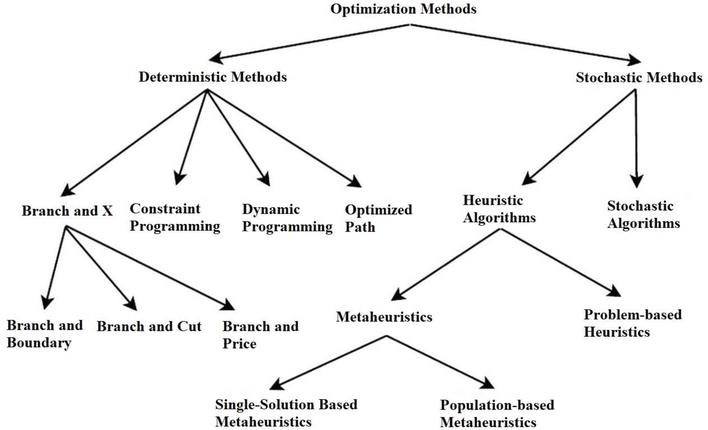 Optimization Methods
Deterministic Methods
Stochastic Methods
Branch and X
Constraint
Programming
Dynamic
Programming
Optimized
Path
Heuristic
Algorithms
Stochastic
Algorithms
Branch and
Boundary
Branch and Cut
Branch and
Price
Metaheuristics
Problem-based
Heuristics
Single-Solution Based
Metaheuristics
Population-based
Metaheuristics